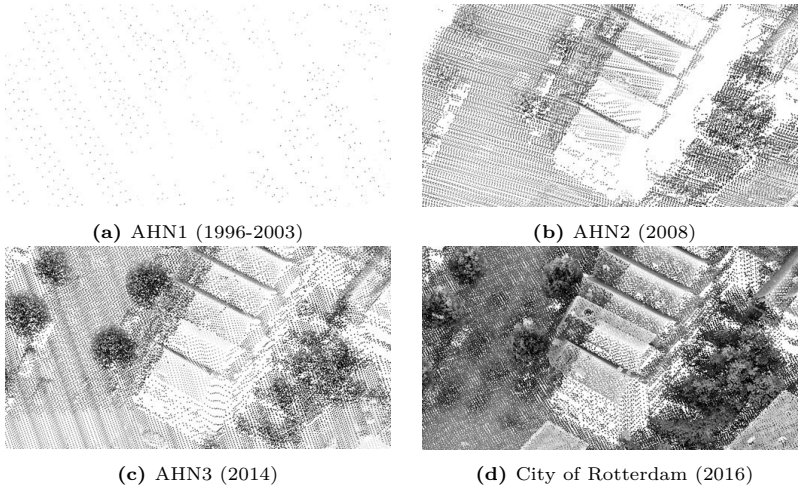 (a) AHN1 (1996-2003)
(b) AHN2 (2008)
(c) AHN3 (2014)
(d) City of Rotterdam (2016)